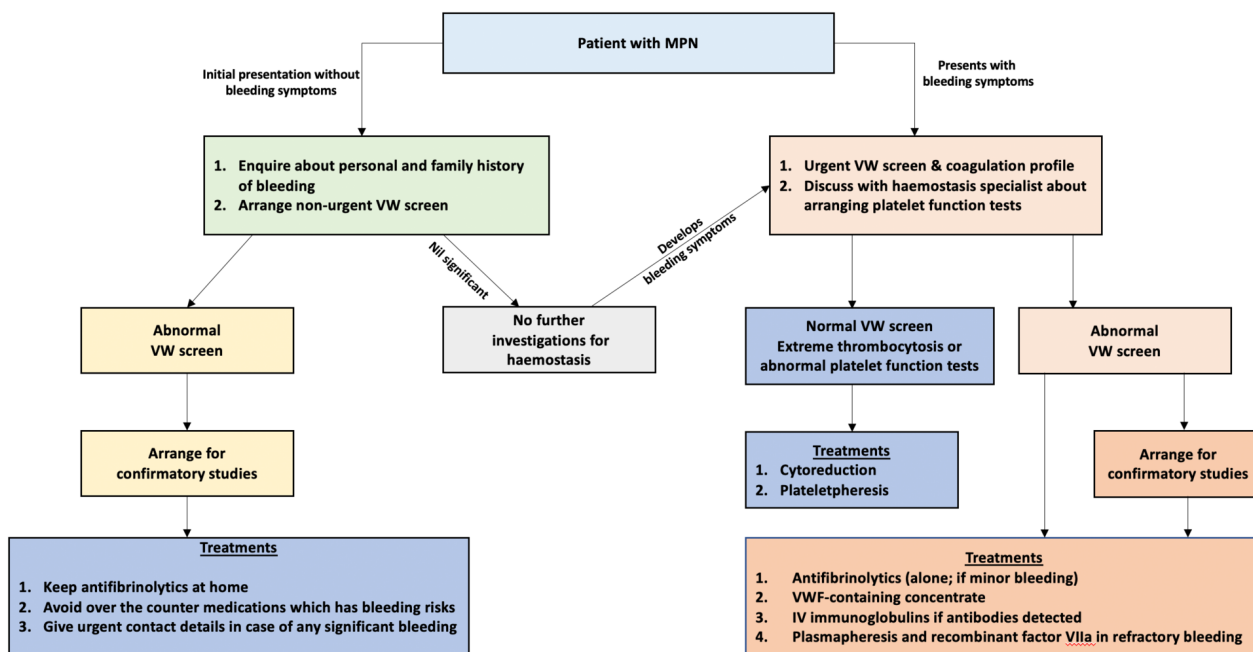 Patient with MPN
Initial presentation without
bleeding symptoms
Presents with
bleeding symptoms
1. Enquire about personal and family history
of bleeding
2. Arrange non-urgent VW screen
1. Urgent VW screen & coagulation profile
2. Discuss with haemostasis specialist about
arranging platelet function tests
Nil significant
Develops
bleeding symptoms
Abnormal
VW screen
No further
investigations for
haemostasis
Normal VW screen
Extreme thrombocytosis or
abnormal platelet function tests
Abnormal
VW screen
Arrange for
confirmatory studies
Treatments
1. Cytoreduction
2. Plateletpheresis
Arrange for
confirmatory studies
Treatments
1. Keep antifibrinolytics at home
2. Avoid over the counter medications which has bleeding risks
3. Give urgent contact details in case of any significant bleeding
Treatments
1. Antifibrinolytics (alone; if minor bleeding)
2. VWF-containing concentrate
3. IV immunoglobulins if antibodies detected
4. Plasmapheresis and recombinant factor VIIa in refractory bleeding